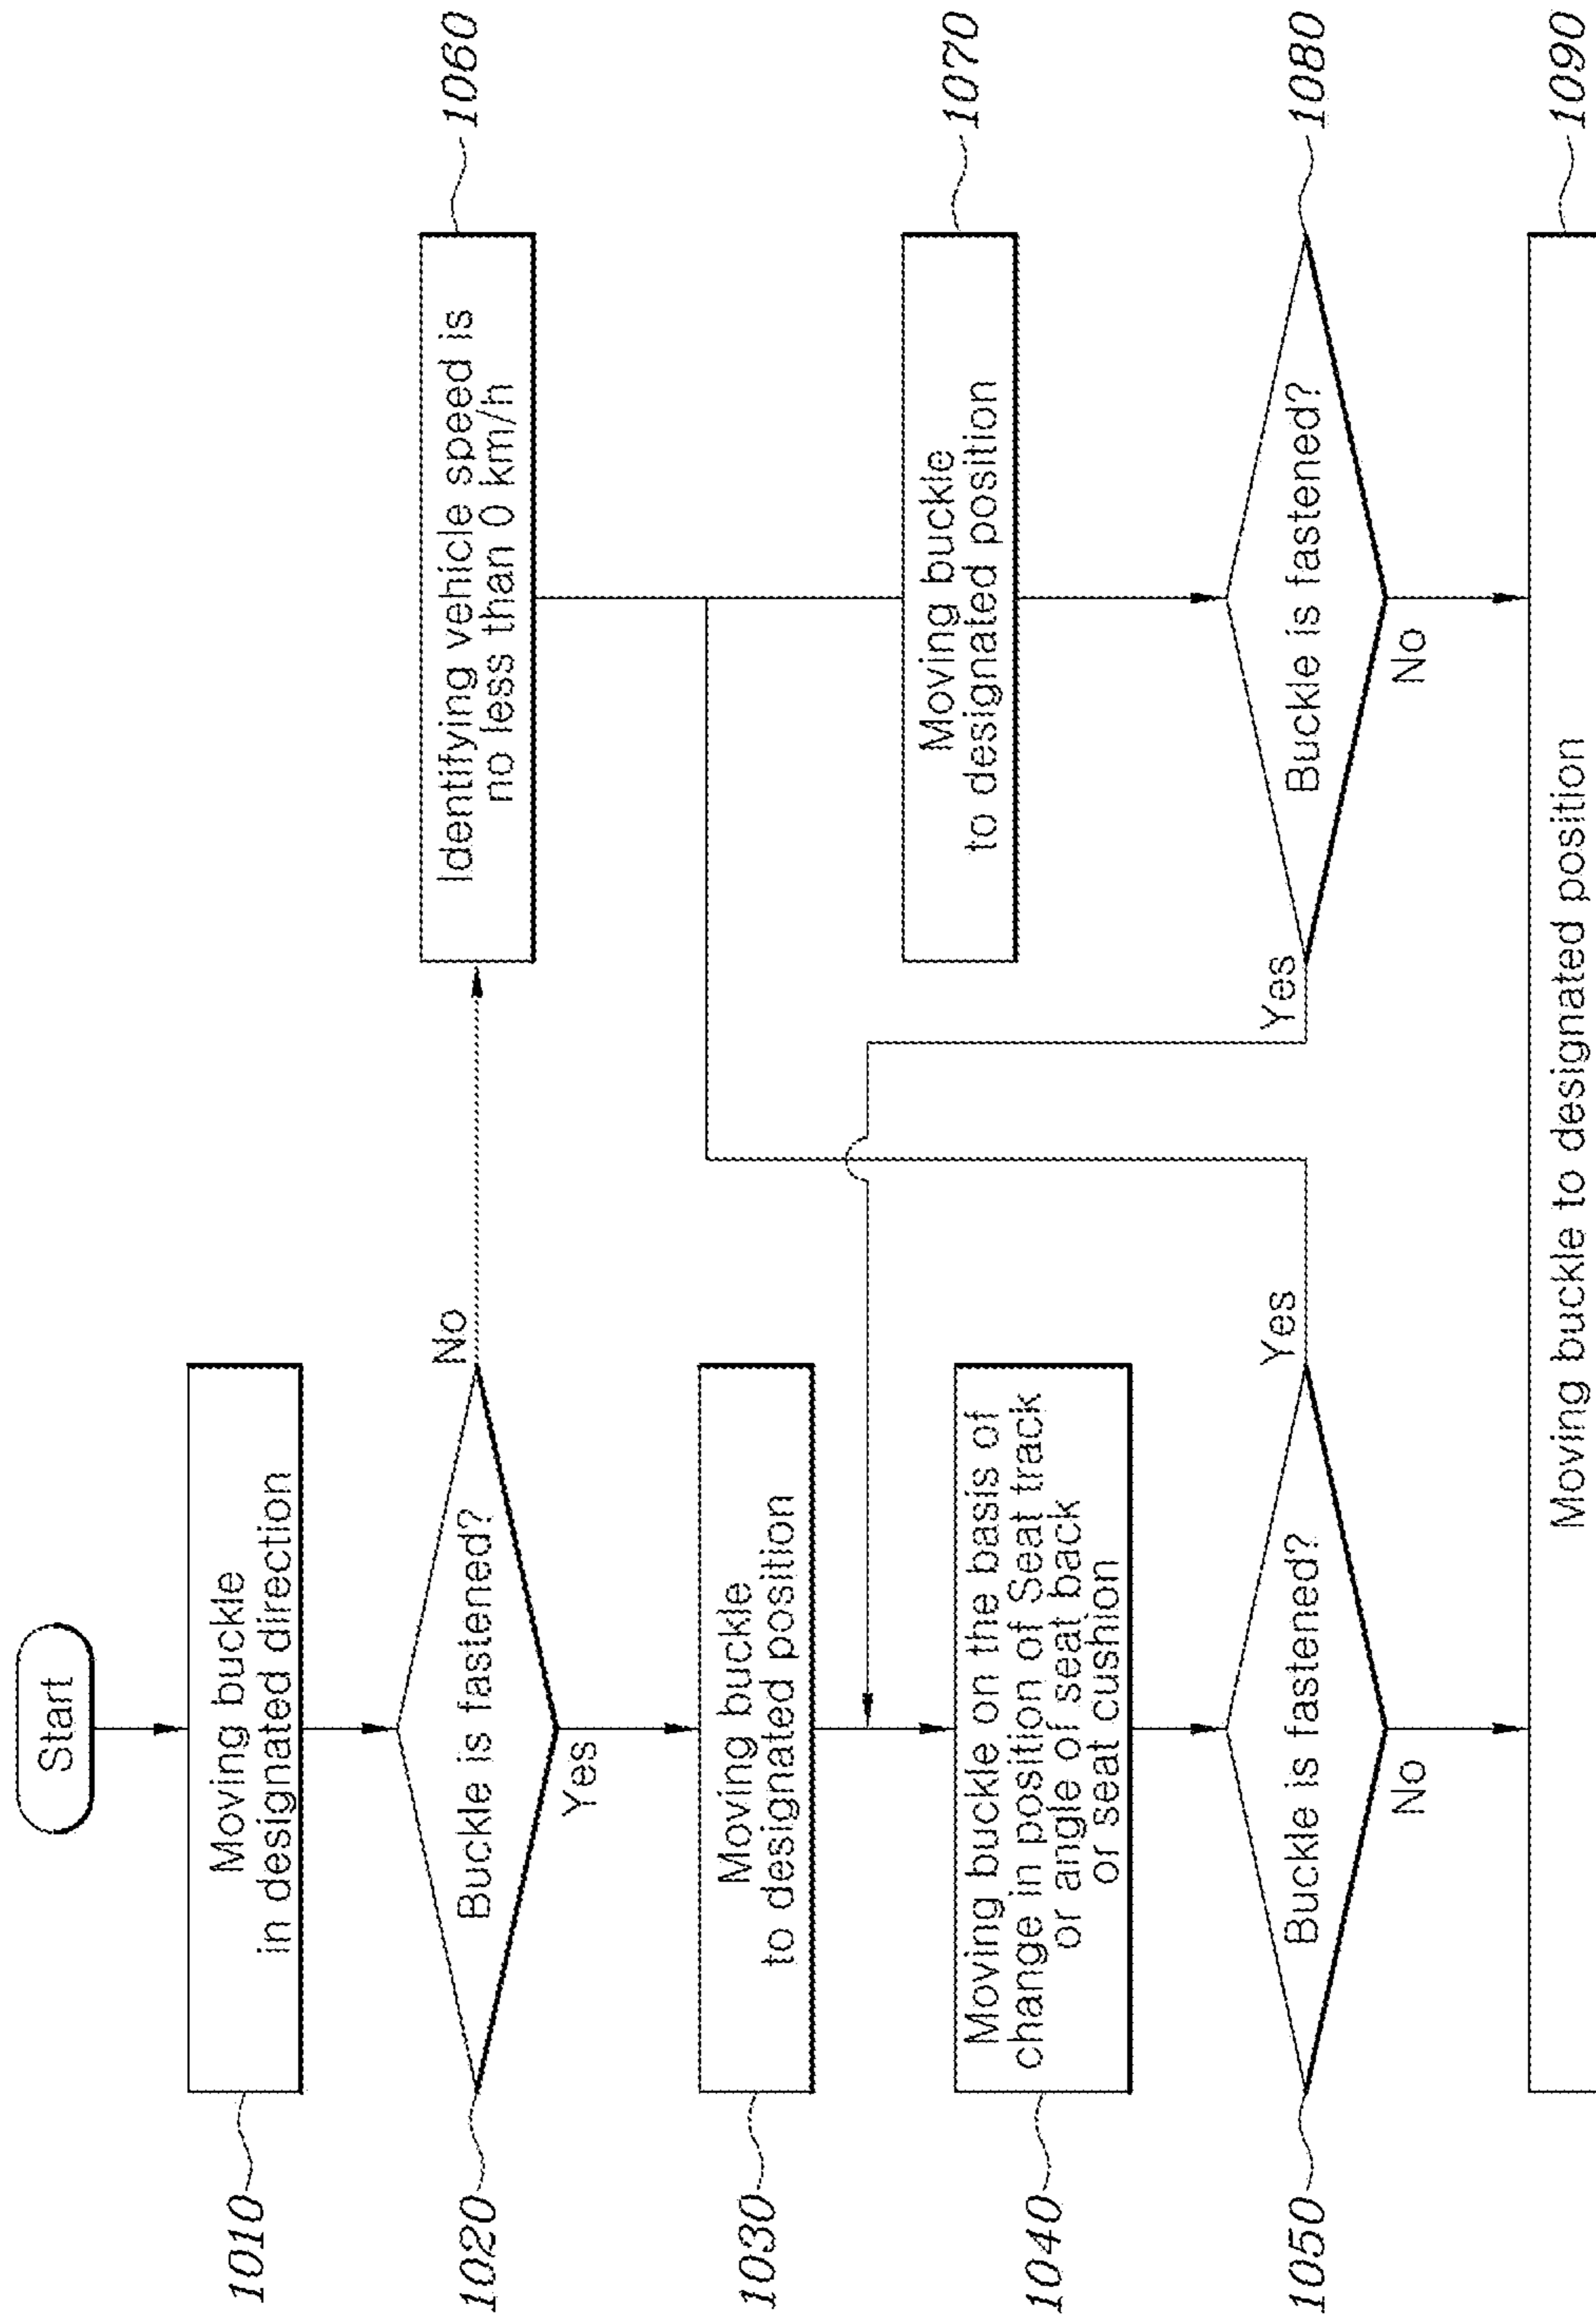 Start
1010
Moving buckle
in designated direction
1020
Buckle is fastened?
No
Yes
1060
Identifying vehicle speed is
no less than 0 km/h
1030
Moving buckle
to designated position
1070
Moving buckle
to designated position
1040
Moving buckle on the basis of
change in position of Seat track
or angle of seat back
or seat cushion
1050
Buckle is fastened?
Yes
No
1080
Buckle is fastened?
Yes
No
1090
Moving buckle to designated position